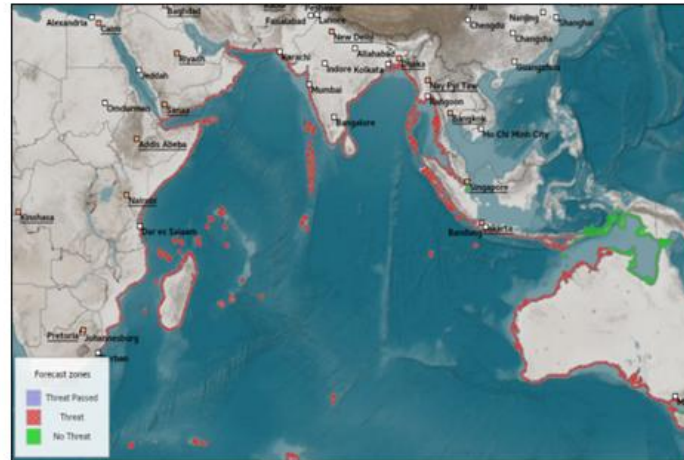 Alexandria
Cairo
Baghdad
Peshawar
Faisalabad
Lahore
New Delhi
Chengdu
Nanjing
Shanghai
Changsha
Guangzhou
Riyadh
Jeddah
Karachi
Allahabad
Indore
Kolkata
Dhaka
Nay Pyi Taw
Mumbai
Rangoon
Omdurman
Sanaa
Bangalore
Bangkok
Ho Chi Minh City
Addis Abeba
Nairobi
Singapore
Kinshasa
Dar es Salaam
Bandung
Jakarta
Pretoria
Johannesburg
Forecast zones
Threat Passed
Threat
No Threat